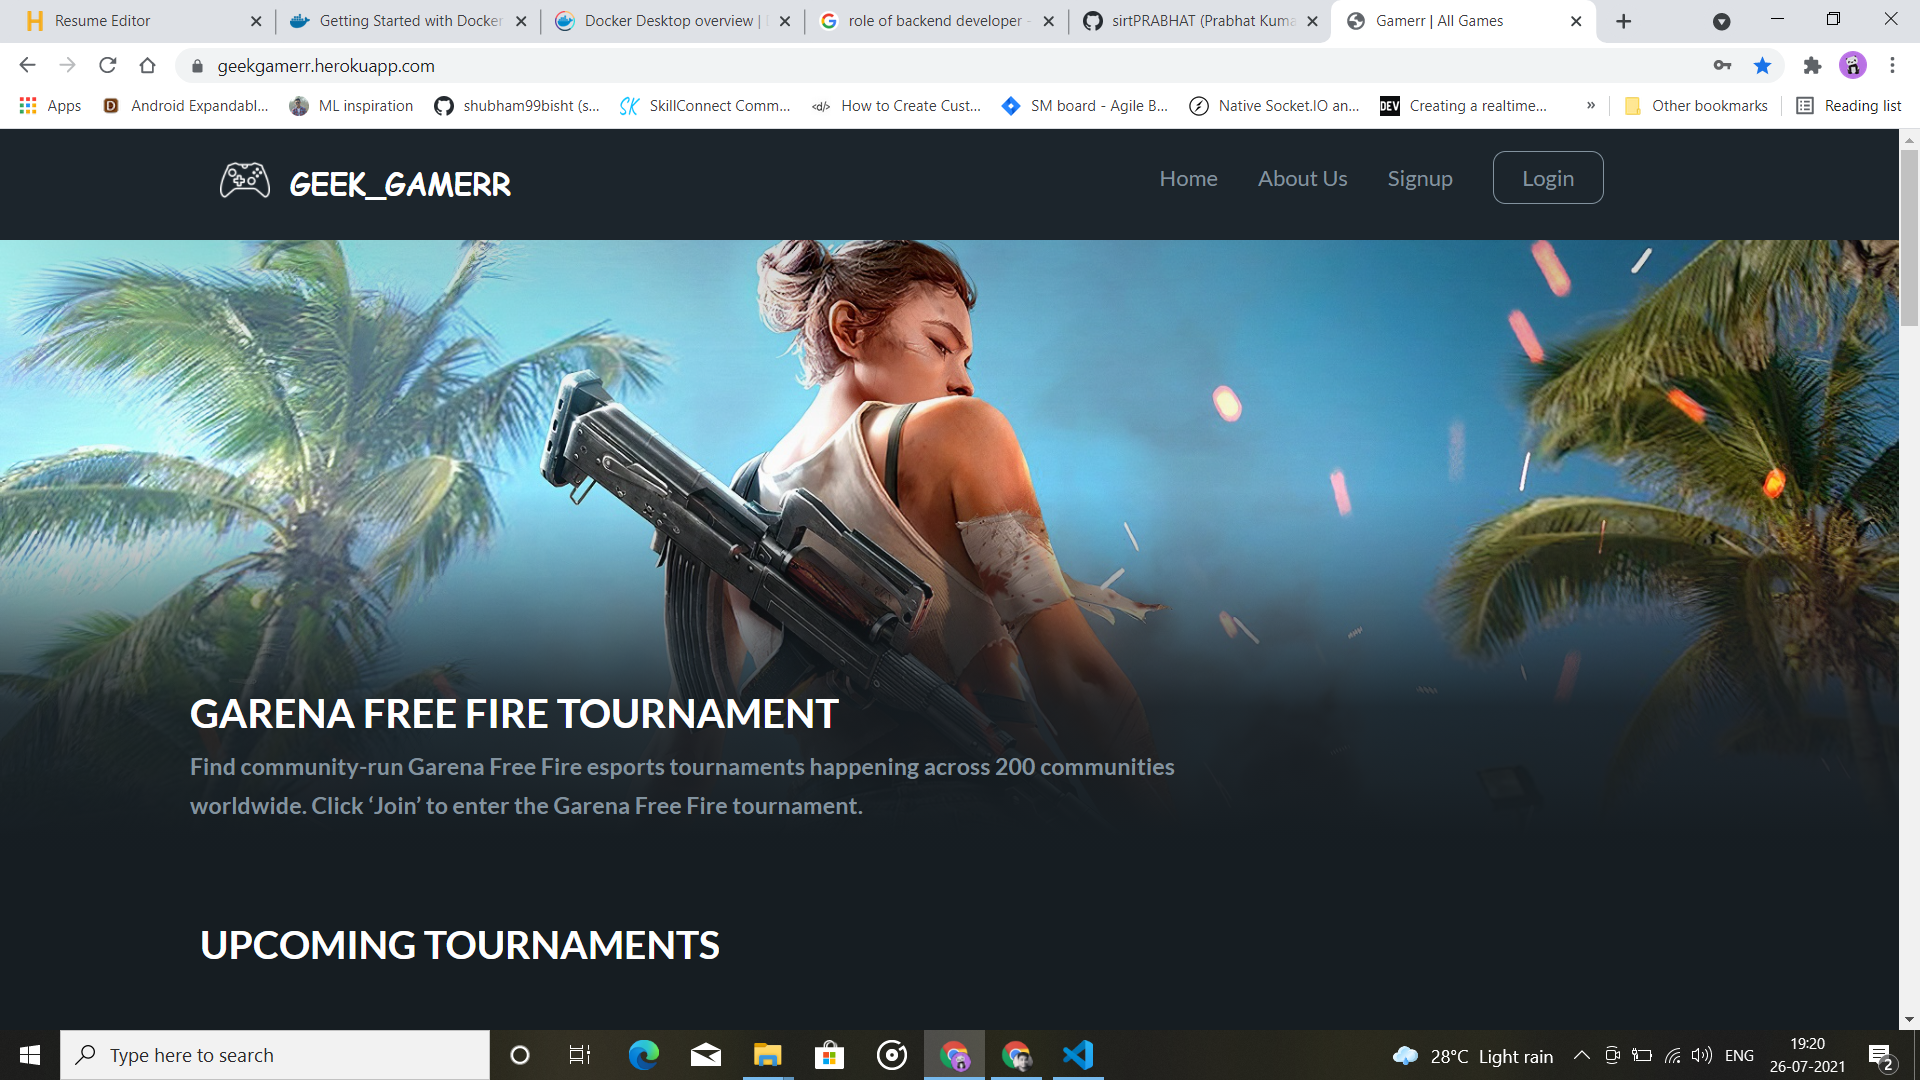 Resume Editor
Getting Started with Docker
Docker Desktop overview |
role of backend developer -
sirtPRABHAT (Prabhat Kuma
Gamerr | All Games
geekgamerr.herokuapp.com
Apps
Android Expandabl...
ML inspiration
shubham99bisht (s...
SK
SkillConnect Comm...
</>
How to Create Cust...
SM board - Agile B...
Native Socket.IO an...
DEV
Creating a realtime...
»
Other bookmarks
Reading list
GEEK_GAMERR
Home
About Us
Signup
Login
GARENA FREE FIRE TOURNAMENT
Find community-run Garena Free Fire esports tournaments happening across 200 communities
worldwide. Click ‘Join’ to enter the Garena Free Fire tournament.
UPCOMING TOURNAMENTS
Type here to search
28°C Light rain
ENG
19:20
26-07-2021
2